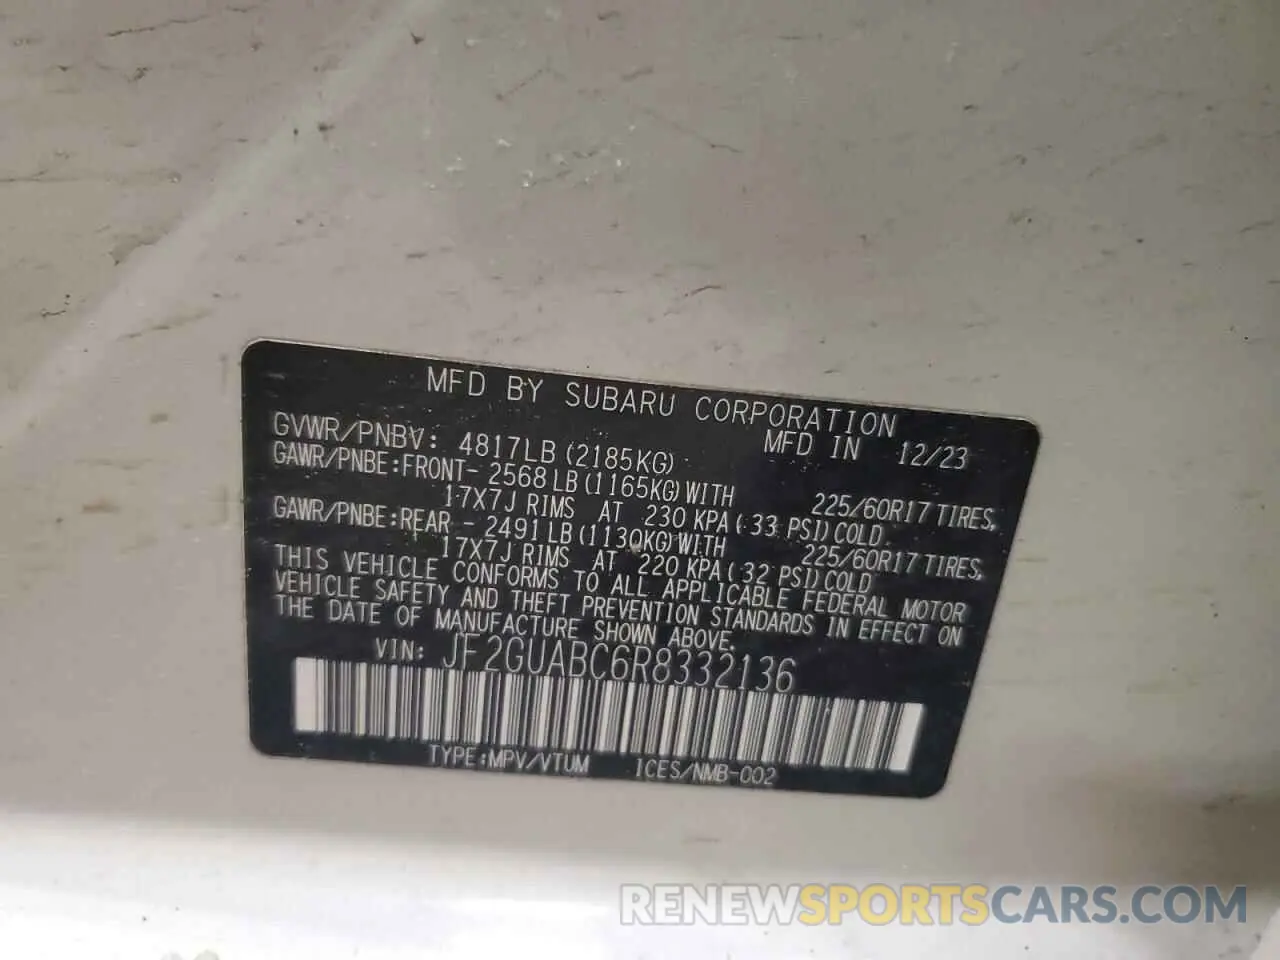 MFD BY SUBARU CORPORATION
GVWR/PNBV: 4817LB (2185KG) MFD IN 12/23
GAWR/PNBE:FRONT- 2568 LB (1165KG) WITH 225/60R17 TIRES,
17X7J RIMS AT 230 KPA ( 33 PSI) COLD.
GAWR/PNBE:REAR - 2491 LB (1130KG) WITH 225/60R17 TIRES,
17X7J RIMS AT 220 KPA ( 32 PSI) COLD
THIS VEHICLE CONFORMS TO ALL APPLICABLE FEDERAL MOTOR
VEHICLE SAFETY AND THEFT PREVENTION STANDARDS IN EFFECT ON
THE DATE OF MANUFACTURE SHOWN ABOVE.
VIN: JF2GUABC6R8332136
TYPE:MPV/VTUM ICES/NMB-002
RENEWSPORTSCARS.COM